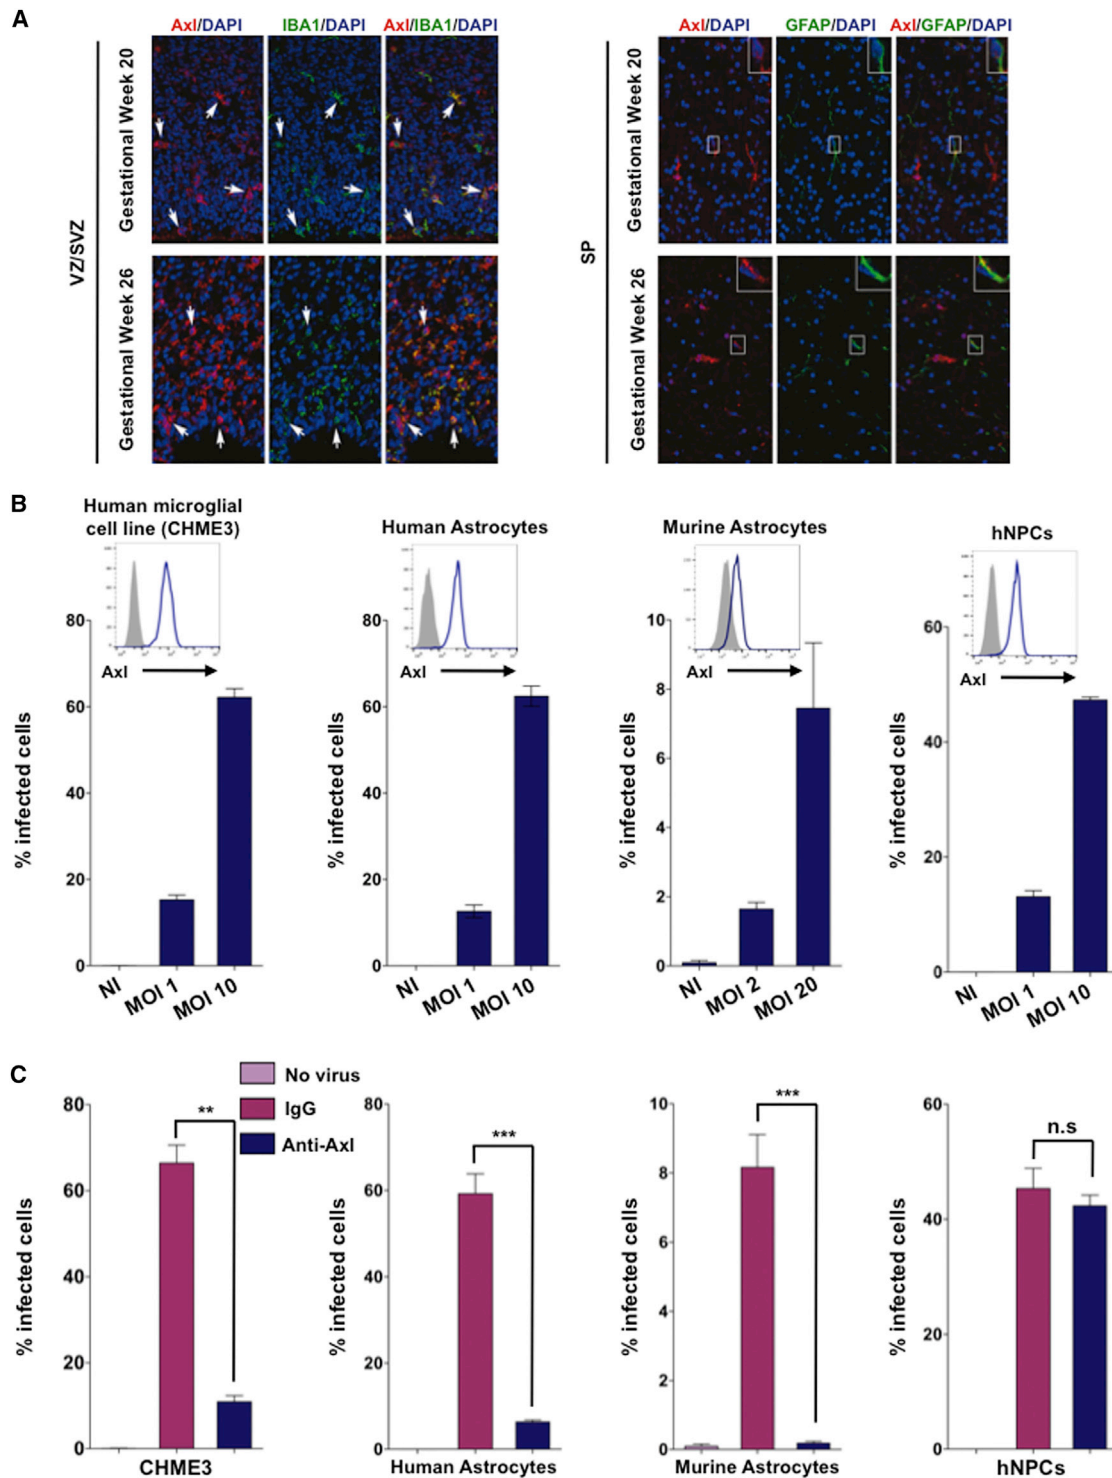 A
Axl/DAPI IBA1/DAPI Axl/IBA1/DAPI
Axl/DAPI GFAP/DAPI Axl/GFAP/DAPI
VZ/SVZ
Gestational Week 20
Gestational Week 26
SP
Gestational Week 20
Gestational Week 26
B
Human microglial
cell line (CHME3)
Axl
% infected cells
80
60
40
20
0
NI MOI 1 MOI 10
Human Astrocytes
Axl
% infected cells
80
60
40
20
0
NI MOI 1 MOI 10
Murine Astrocytes
Axl
% infected cells
10
8
6
4
2
0
NI MOI 2 MOI 20
hNPCs
Axl
% infected cells
60
40
20
0
NI MOI 1 MOI 10
C
No virus
IgG
Anti-Axl
% infected cells
80
60
40
20
0
**
CHME3
% infected cells
80
60
40
20
0
***
Human Astrocytes
% infected cells
10
8
6
4
2
0
***
Murine Astrocytes
% infected cells
60
40
20
0
n.s
hNPCs